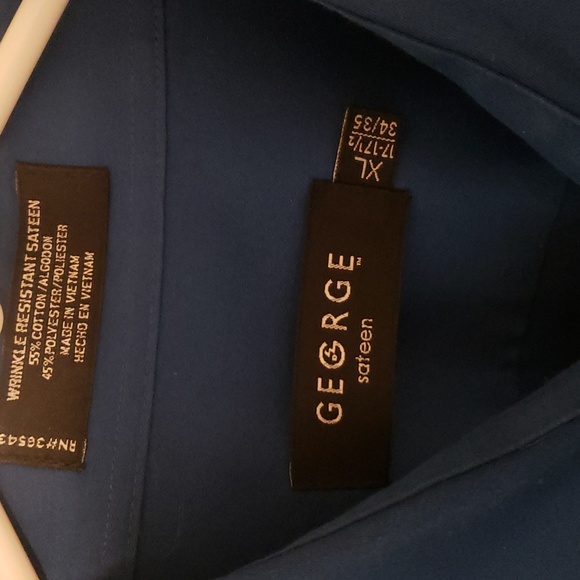 GEORGE™
sateen
XL
17-17½
34/35
WRINKLE RESISTANT SATEEN
55% COTTON/ALGODON
45% POLYESTER/POLIESTER
MADE IN VIETNAM
HECHO EN VIETNAM
RN#36543